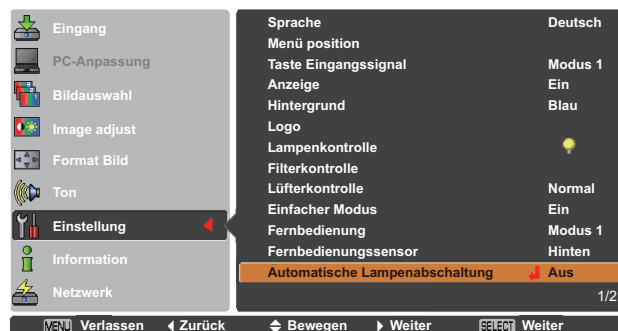 Eingang
PC-Anpassung
Bildauswahl
Image adjust
Format Bild
Ton
Einstellung
Information
Netzwerk
Sprache Deutsch
Menü position
Taste Eingangssignal Modus 1
Anzeige Ein
Hintergrund Blau
Logo
Lampenkontrolle
Filterkontrolle
Lüfterkontrolle Normal
Einfacher Modus Ein
Fernbedienung Modus 1
Fernbedienungssensor Hinten
Automatische Lampenabschaltung Aus
1/2
MENU Verlassen Zurück Bewegen Weiter SELECT Weiter